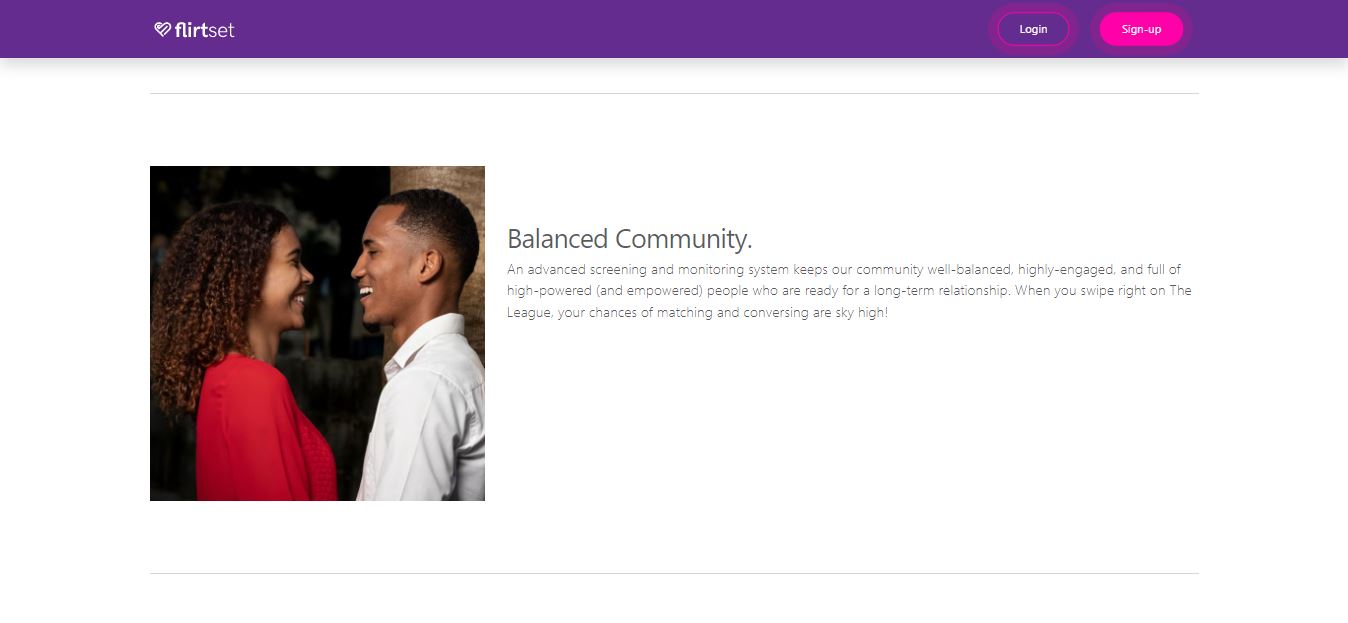 flirtset
Login
Sign-up
Balanced Community.
An advanced screening and monitoring system keeps our community well-balanced, highly-engaged, and full of
high-powered (and empowered) people who are ready for a long-term relationship. When you swipe right on The
League, your chances of matching and conversing are sky high!